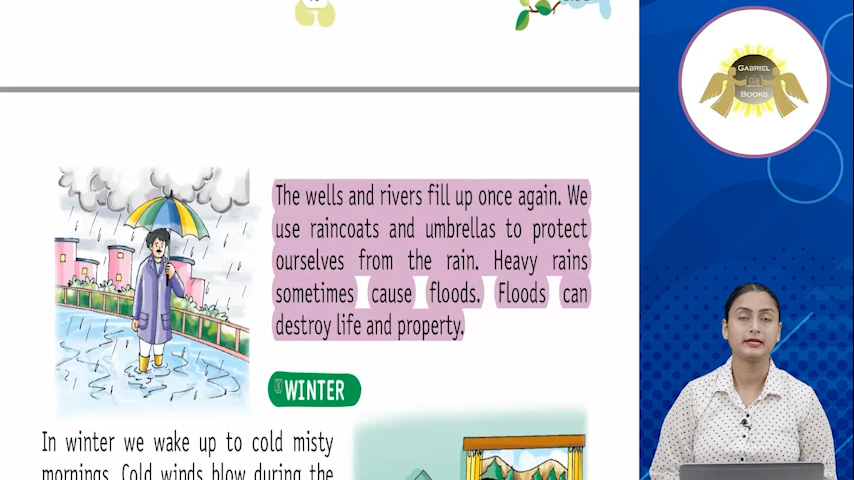 GABRIEL
BOOKS
The wells and rivers fill up once again. We
use raincoats and umbrellas to protect
ourselves from the rain. Heavy rains
sometimes cause floods. Floods can
destroy life and property.
WINTER
In winter we wake up to cold misty
mornings. Cold winds blow during the